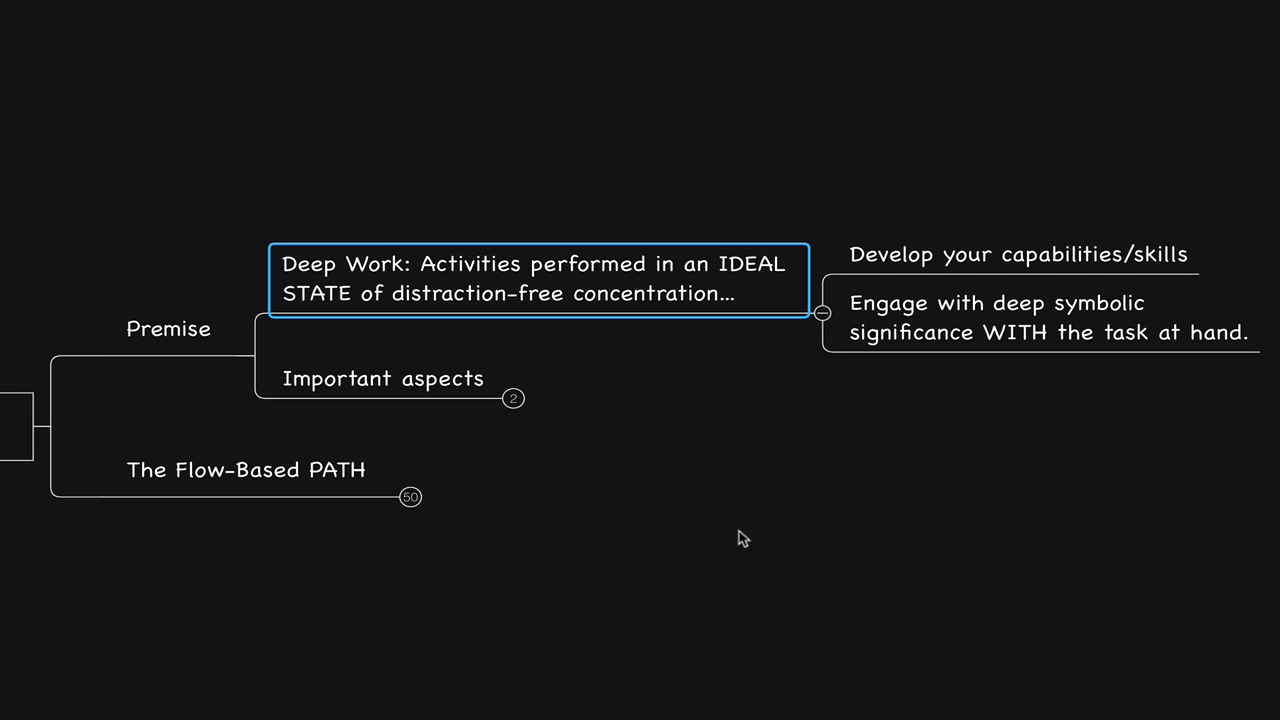 Deep Work: Activities performed in an IDEAL
STATE of distraction-free concentration...
Develop your capabilities/skills
Engage with deep symbolic
significance WITH the task at hand.
Premise
Important aspects
2
The Flow-Based PATH
50